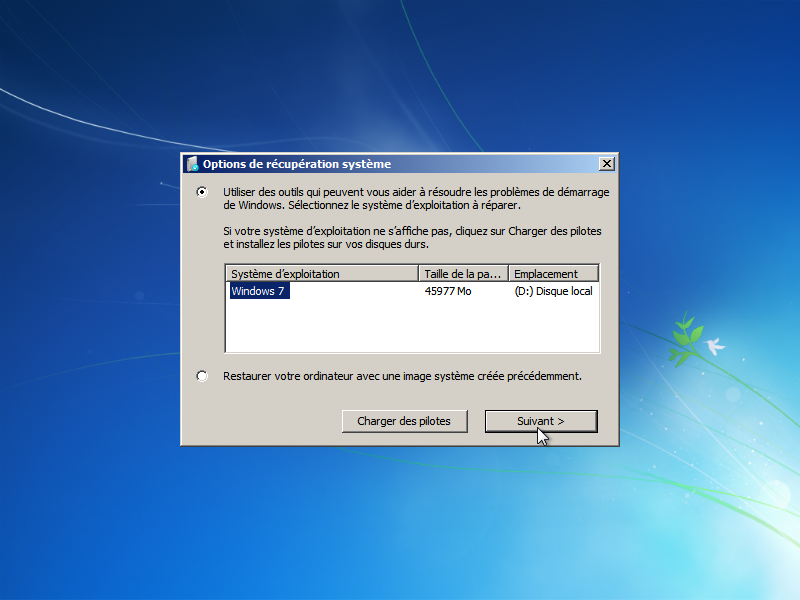 Options de récupération système
Utiliser des outils qui peuvent vous aider à résoudre les problèmes de démarrage
de Windows. Sélectionnez le système d'exploitation à réparer.
Si votre système d'exploitation ne s'affiche pas, cliquez sur Charger des pilotes
et installez les pilotes sur vos disques durs.
Système d'exploitation Taille de la pa... Emplacement
Windows 7 45977 Mo (D:) Disque local
Restaurer votre ordinateur avec une image système créée précédemment.
Charger des pilotes Suivant >